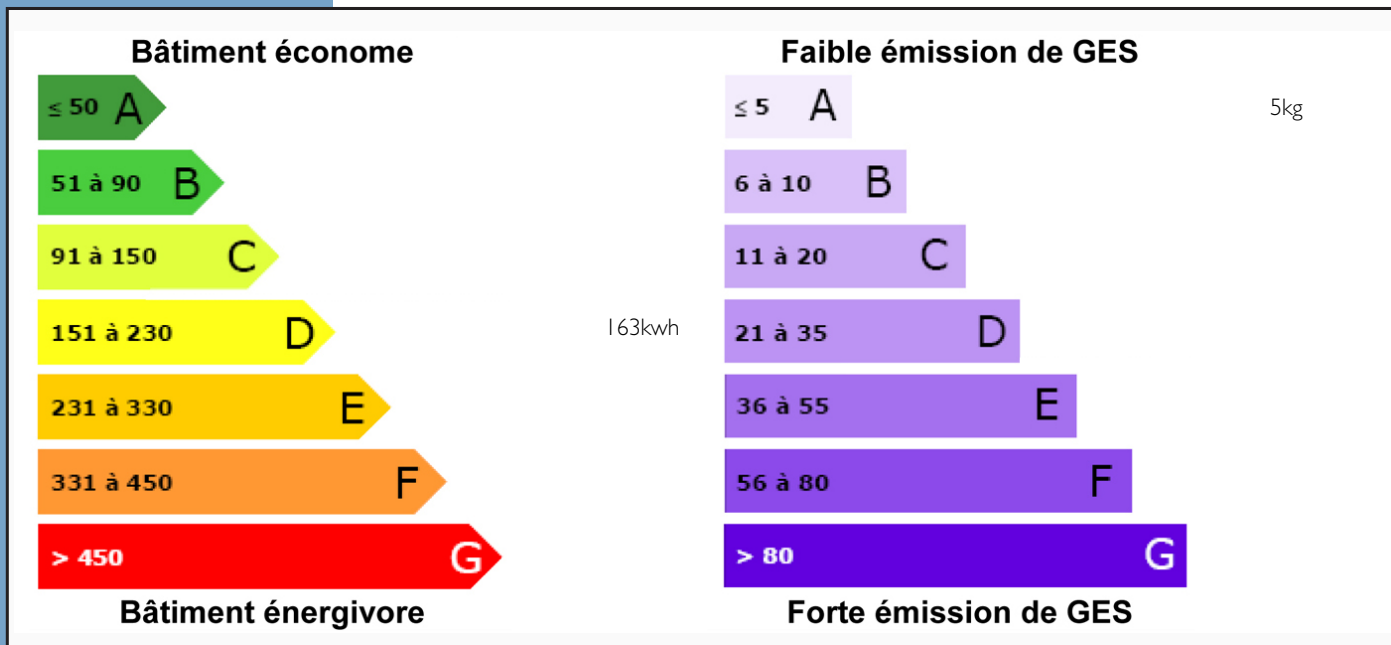 Bâtiment économe
≤ 50 A
51 à 90 B
91 à 150 C
151 à 230 D
163kwh
231 à 330 E
331 à 450 F
> 450 G
Bâtiment énergivore
Faible émission de GES
≤ 5 A
5kg
6 à 10 B
11 à 20 C
21 à 35 D
36 à 55 E
56 à 80 F
> 80 G
Forte émission de GES